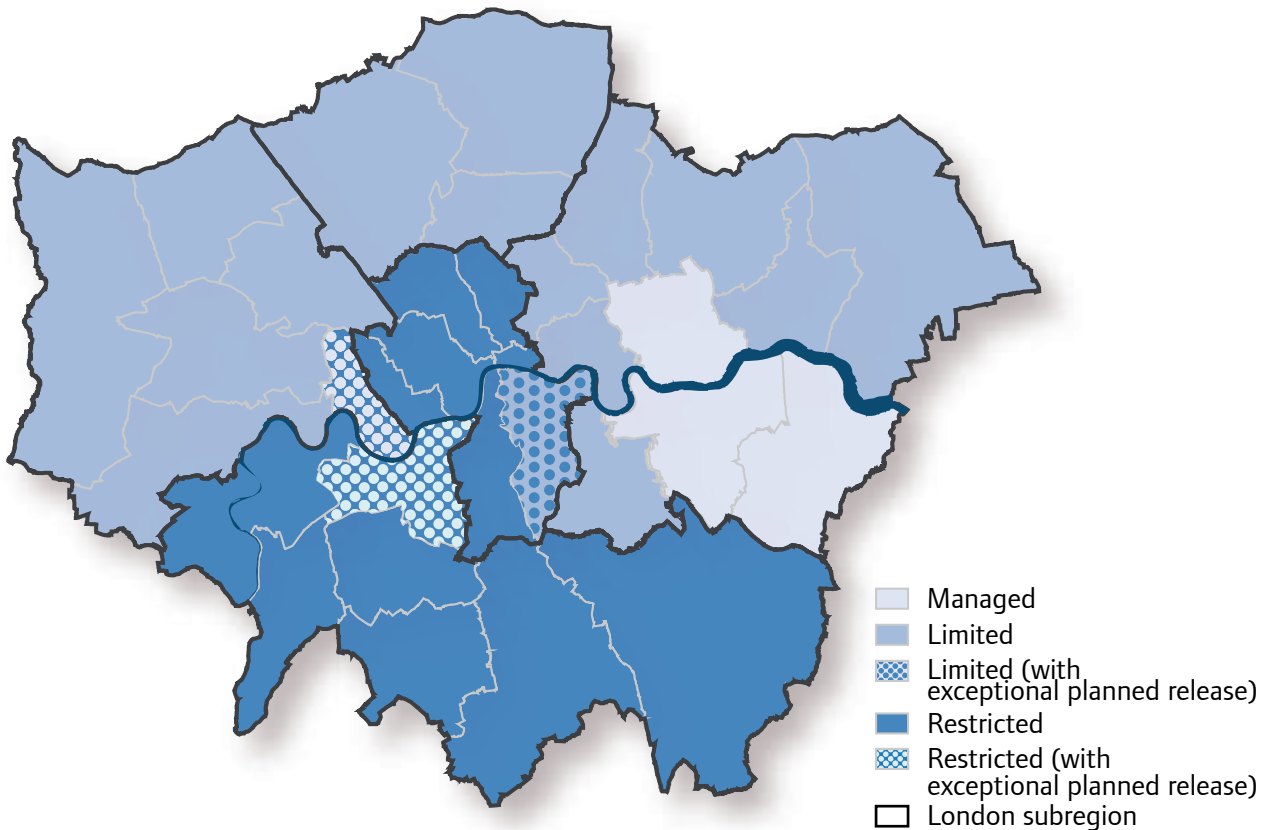 Managed
Limited
Limited (with
exceptional planned release)
Restricted
Restricted (with
exceptional planned release)
London subregion